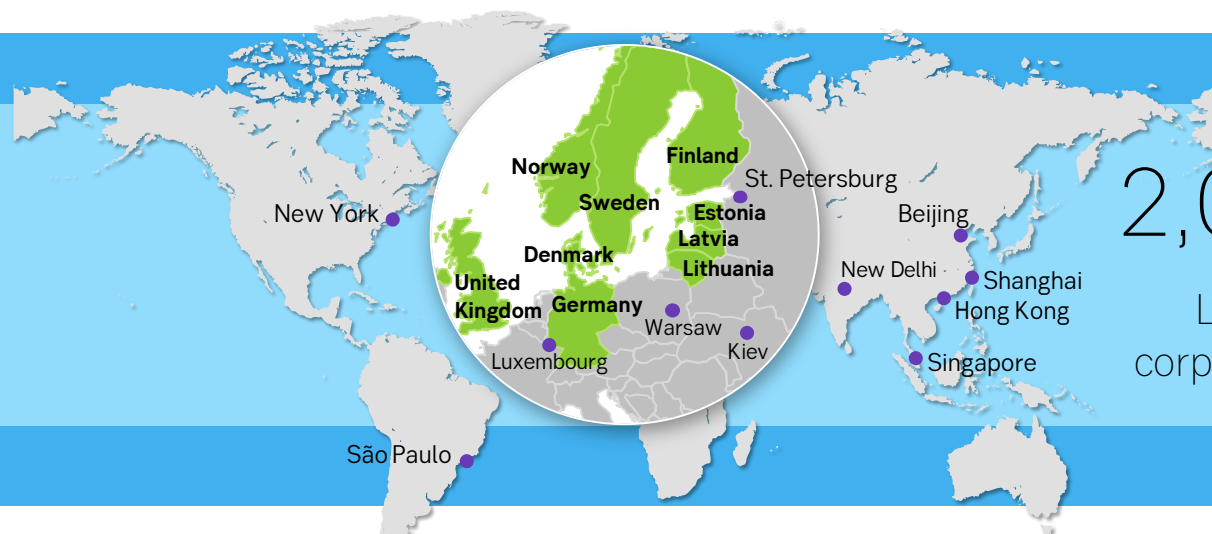 Norway
Finland
St. Petersburg
Sweden
New York
Estonia
Beijing
Latvia
Denmark
Lithuania
New Delhi
United
Kingdom
Germany
Shanghai
Hong Kong
Warsaw
Kiev
Luxembourg
Singapore
São Paulo